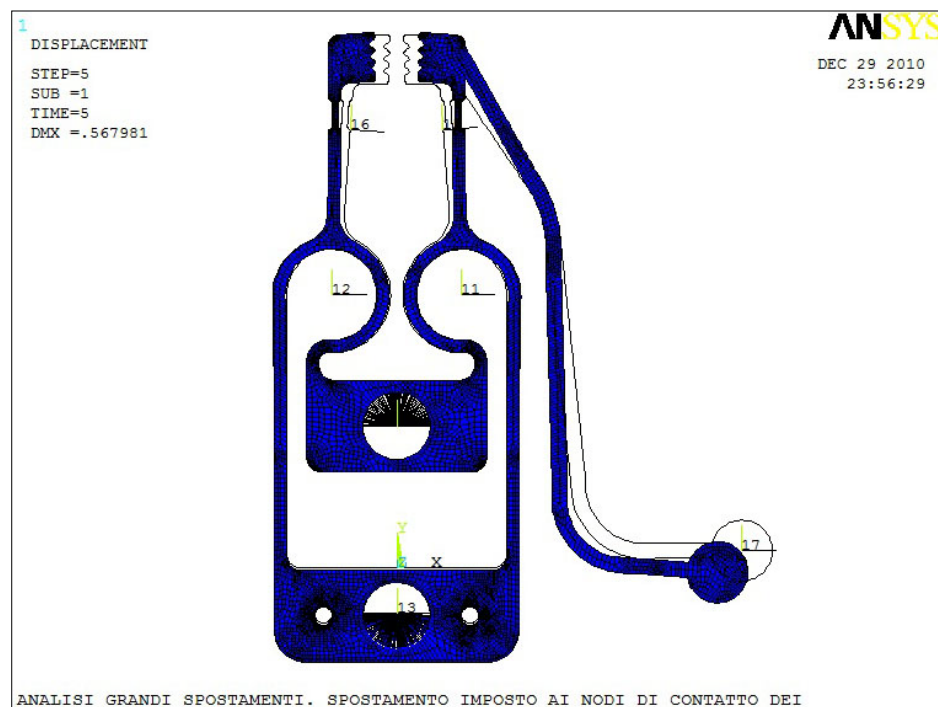 1
DISPLACEMENT
STEP=5
SUB =1
TIME=5
DMX =.567981
ANSYS
DEC 29 2010
23:56:29
16
12
11
Y
Z X
13
17
ANALISI GRANDI SPOSTAMENTI. SPOSTAMENTO IMPOSTO AI NODI DI CONTATTO DEI